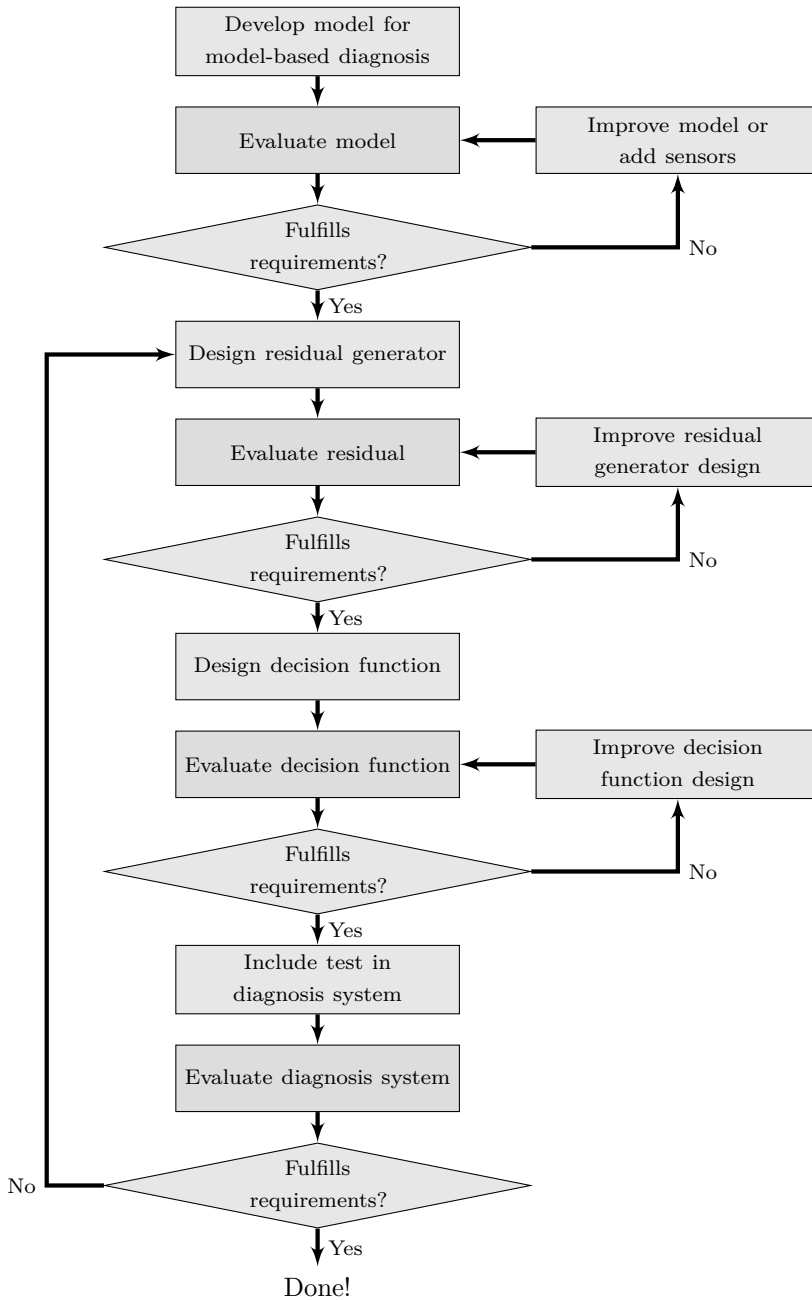 Develop model for
model-based diagnosis
Evaluate model
Improve model or
add sensors
Fulfills
requirements?
No
Yes
Design residual generator
Evaluate residual
Improve residual
generator design
Fulfills
requirements?
No
Yes
Design decision function
Evaluate decision function
Improve decision
function design
Fulfills
requirements?
No
Yes
Include test in
diagnosis system
Evaluate diagnosis system
Fulfills
requirements?
No
Yes
Done!